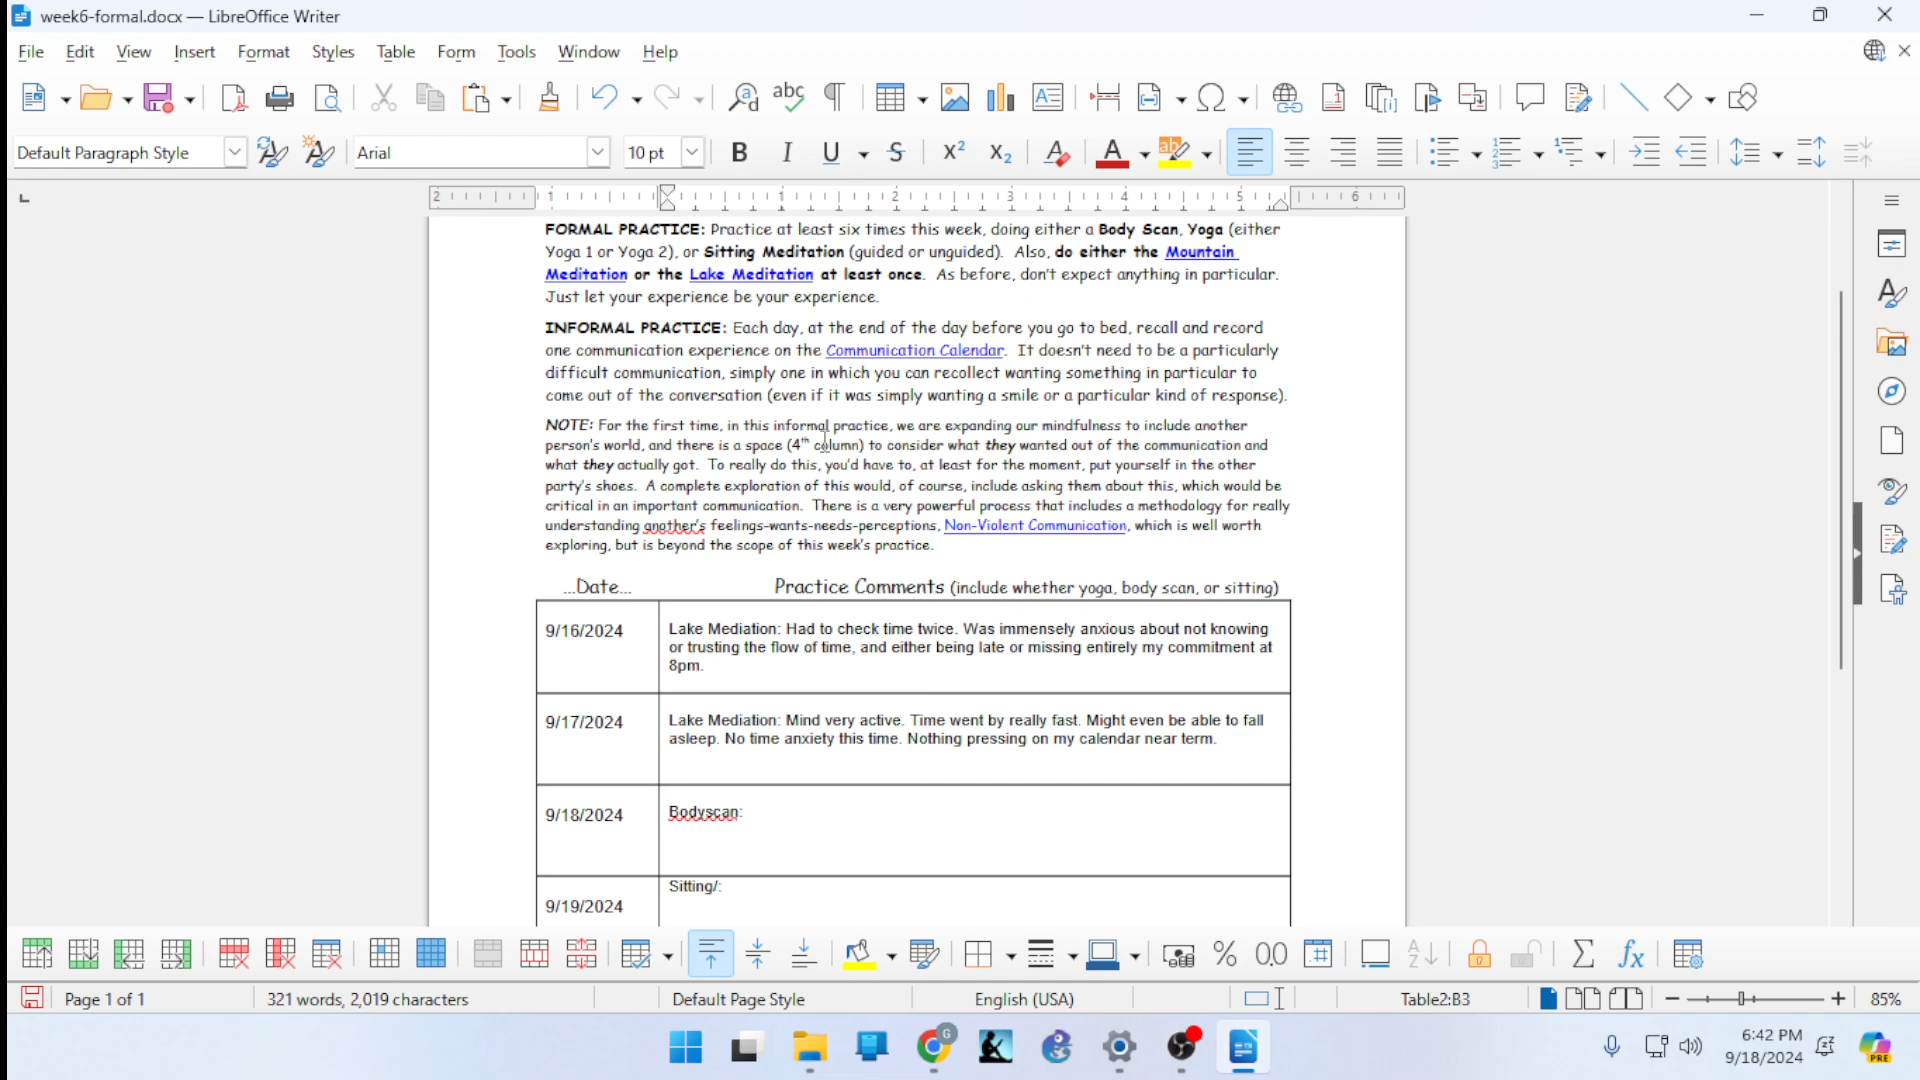 week6-formal.docx — LibreOffice Writer
File Edit View Insert Format Styles Table Form Tools Window Help
Default Paragraph Style Arial 10 pt
2 1 1 2 3 4 5 6
FORMAL PRACTICE: Practice at least six times this week, doing either a Body Scan, Yoga (either
Yoga 1 or Yoga 2), or Sitting Meditation (guided or unguided). Also, do either the Mountain
Meditation or the Lake Meditation at least once. As before, don't expect anything in particular.
Just let your experience be your experience.
INFORMAL PRACTICE: Each day, at the end of the day before you go to bed, recall and record
one communication experience on the Communication Calendar. It doesn't need to be a particularly
difficult communication, simply one in which you can recollect wanting something in particular to
come out of the conversation (even if it was simply wanting a smile or a particular kind of response).
NOTE: For the first time, in this informal practice, we are expanding our mindfulness to include another
person's world, and there is a space (4th column) to consider what they wanted out of the communication and
what they actually got. To really do this, you'd have to, at least for the moment, put yourself in the other
party's shoes. A complete exploration of this would, of course, include asking them about this, which would be
critical in an important communication. There is a very powerful process that includes a methodology for really
understanding another's feelings-wants-needs-perceptions, Non-Violent Communication, which is well worth
exploring, but is beyond the scope of this week's practice.
...Date... Practice Comments (include whether yoga, body scan, or sitting)
9/16/2024 Lake Mediation: Had to check time twice. Was immensely anxious about not knowing
or trusting the flow of time, and either being late or missing entirely my commitment at
8pm.
9/17/2024 Lake Mediation: Mind very active. Time went by really fast. Might even be able to fall
asleep. No time anxiety this time. Nothing pressing on my calendar near term.
9/18/2024 Bodyscan:
Sitting/:
9/19/2024
Page 1 of 1 321 words, 2,019 characters Default Page Style English (USA) Table2:B3 85%
6:42 PM
9/18/2024